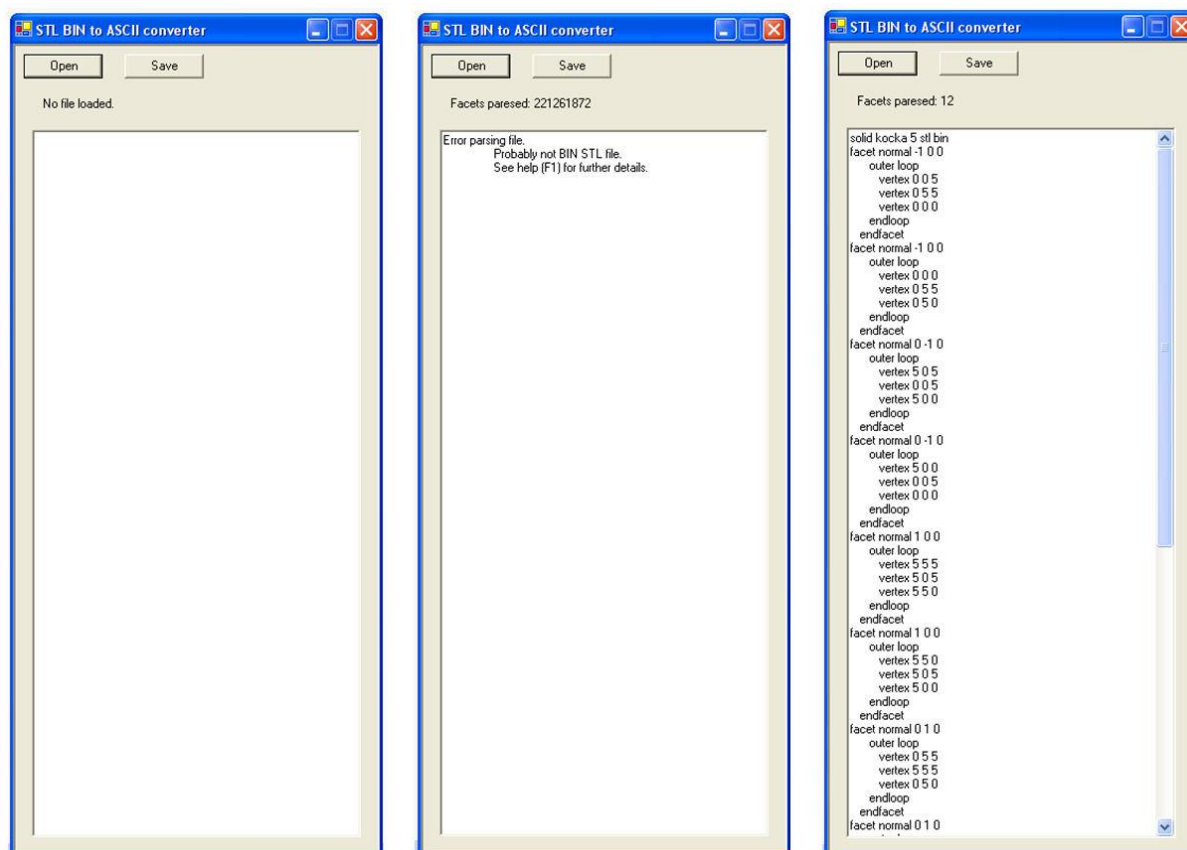 STL BIN to ASCII converter
Open Save
No file loaded.
STL BIN to ASCII converter
Open Save
Facets paresed: 221261872
Error parsing file.
Probably not BIN STL file.
See help (F1) for further details.
STL BIN to ASCII converter
Open Save
Facets paresed: 12
solid kocka 5 stl bin
facet normal -1 0 0
outer loop
vertex 0 0 5
vertex 0 5 5
vertex 0 0 0
endloop
endfacet
facet normal -1 0 0
outer loop
vertex 0 0 0
vertex 0 5 5
vertex 0 5 0
endloop
endfacet
facet normal 0 -1 0
outer loop
vertex 5 0 5
vertex 0 0 5
vertex 5 0 0
endloop
endfacet
facet normal 0 -1 0
outer loop
vertex 5 0 0
vertex 0 0 5
vertex 0 0 0
endloop
endfacet
facet normal 1 0 0
outer loop
vertex 5 5 5
vertex 5 0 5
vertex 5 5 0
endloop
endfacet
facet normal 1 0 0
outer loop
vertex 5 5 0
vertex 5 0 5
vertex 5 0 0
endloop
endfacet
facet normal 0 1 0
outer loop
vertex 0 5 5
vertex 5 5 5
vertex 0 5 0
endloop
endfacet
facet normal 0 1 0